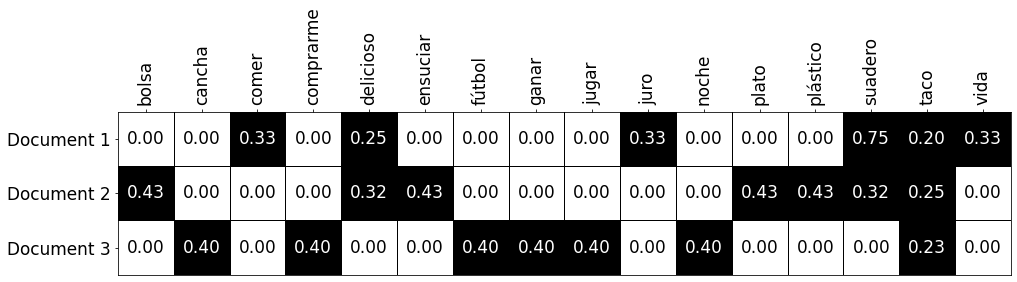 bolsa cancha comer comprarme delicioso ensuciar fútbol ganar jugar juro noche plato plástico suadero taco vida
Document 1 0.00 0.00 0.33 0.00 0.25 0.00 0.00 0.00 0.00 0.33 0.00 0.00 0.00 0.75 0.20 0.33
Document 2 0.43 0.00 0.00 0.00 0.32 0.43 0.00 0.00 0.00 0.00 0.00 0.43 0.43 0.32 0.25 0.00
Document 3 0.00 0.40 0.00 0.40 0.00 0.00 0.40 0.40 0.40 0.00 0.40 0.00 0.00 0.00 0.23 0.00